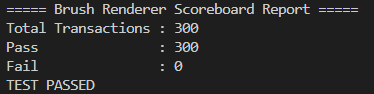 ===== Brush Renderer Scoreboard Report =====
Total Transactions : 300
Pass               : 300
Fail               : 0
TEST PASSED